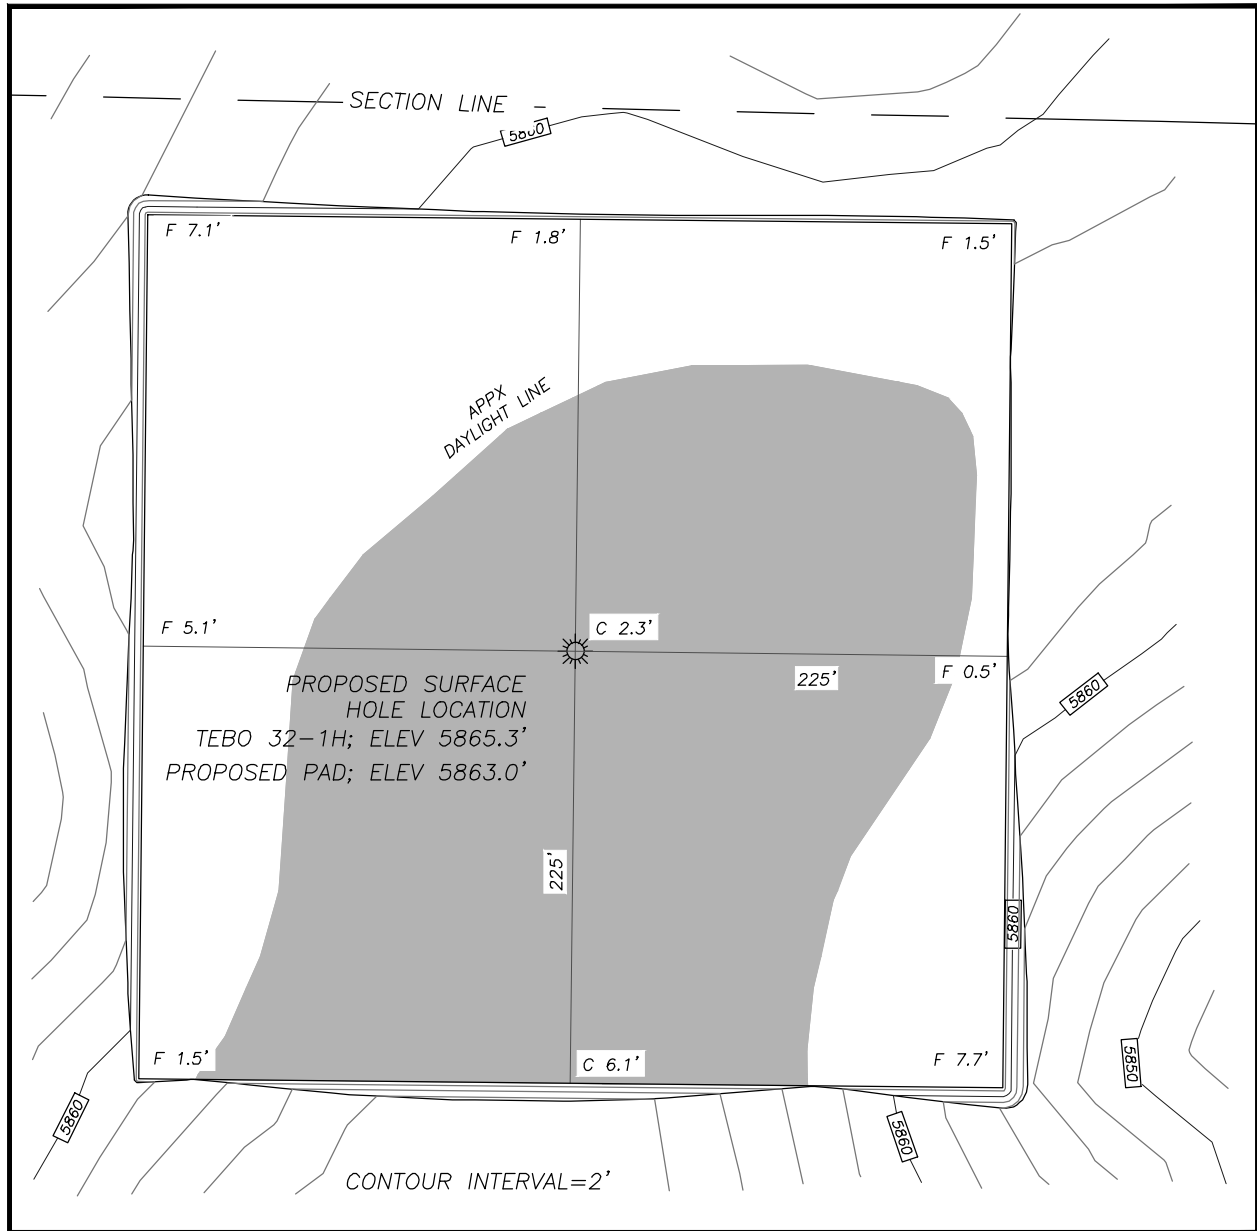 SECTION LINE
F 7.1'
F 1.8'
F 1.5'
APPX
DAYLIGHT LINE
F 5.1'
C 2.3'
225'
F 0.5'
PROPOSED SURFACE
HOLE LOCATION
TEBO 32-1H; ELEV 5865.3'
PROPOSED PAD; ELEV 5863.0'
5860
225'
5860
F 1.5'
C 6.1'
F 7.7'
5850
5860
5860
CONTOUR INTERVAL=2'